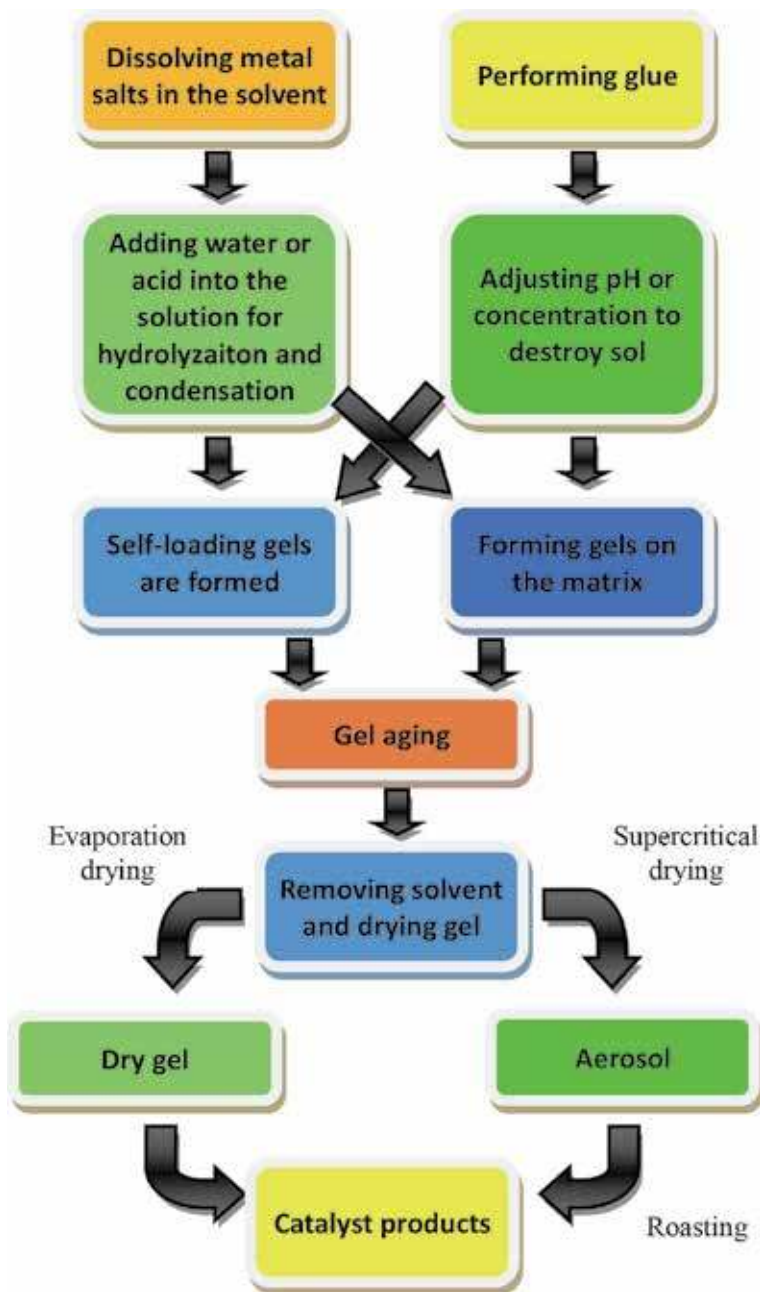 Dissolving metal
salts in the solvent
Performing glue
Adding water or
acid into the
solution for
hydrolyzaiton and
condensation
Adjusting pH or
concentration to
destroy sol
Self-loading gels
are formed
Forming gels on
the matrix
Gel aging
Evaporation
drying
Supercritical
drying
Removing solvent
and drying gel
Dry gel
Aerosol
Catalyst products
Roasting